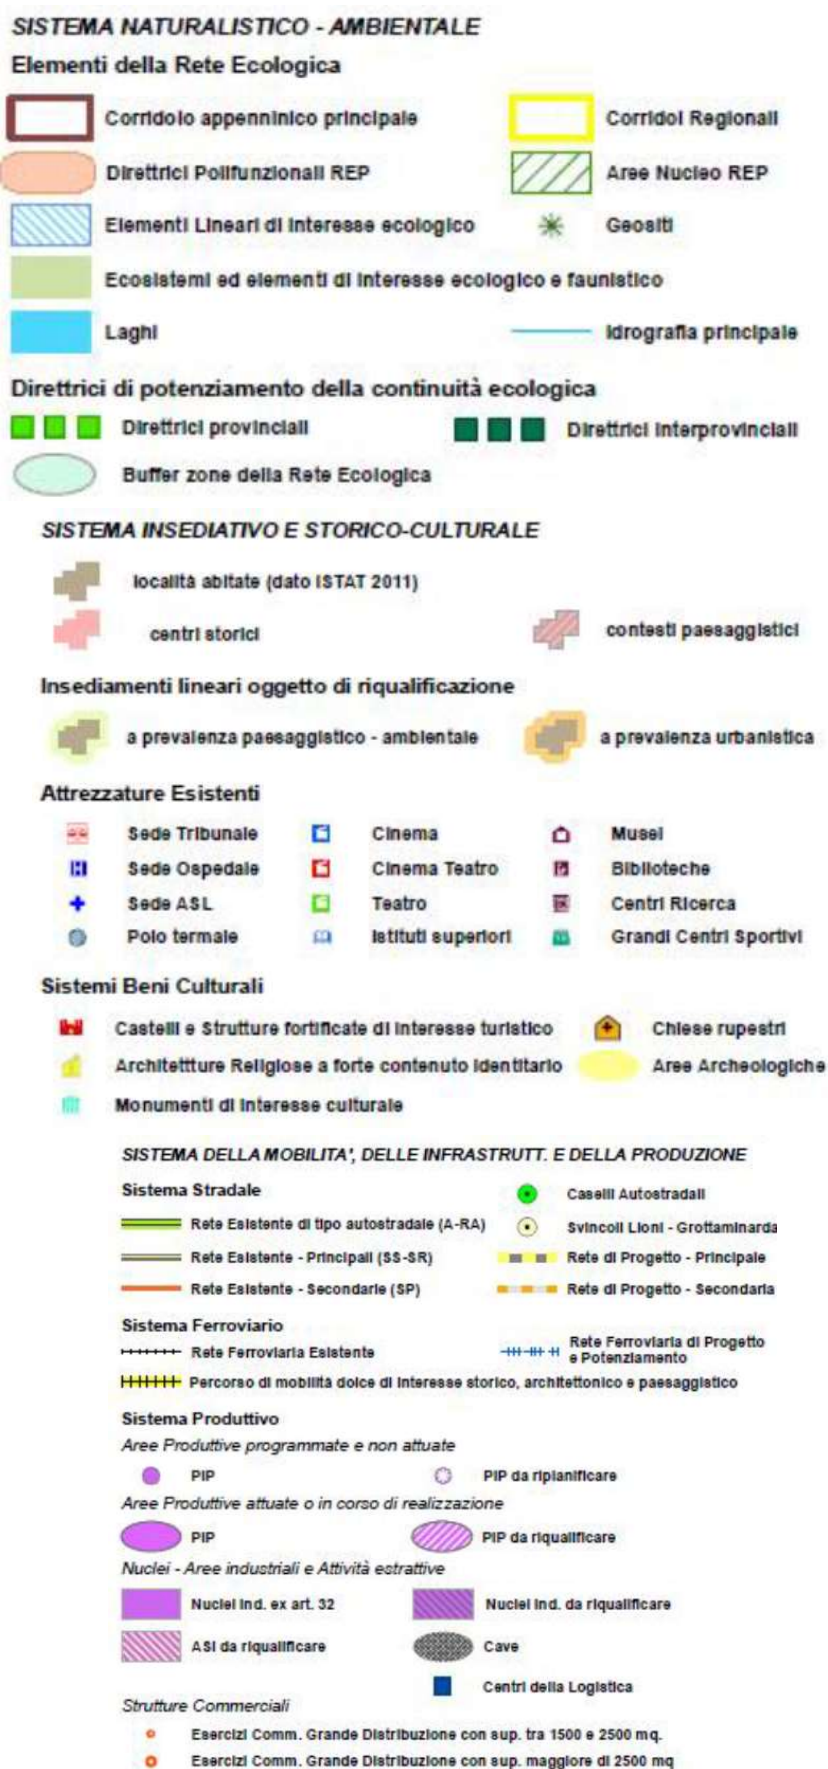 SISTEMA NATURALISTICO - AMBIENTALE
Elementi della Rete Ecologica
Corridoio appenninico principale
Corridoi Regionali
Direttrici Polifunzionali REP
Aree Nucleo REP
Elementi Lineari di interesse ecologico
Geositi
Ecosistemi ed elementi di interesse ecologico e faunistico
Laghi
Idrografia principale
Direttrici di potenziamento della continuità ecologica
Direttrici provinciali
Direttrici interprovinciali
Buffer zone della Rete Ecologica
SISTEMA INSEDIATIVO E STORICO-CULTURALE
località abitate (dato ISTAT 2011)
centri storici
contesti paesaggistici
Insediamenti lineari oggetto di riqualificazione
a prevalenza paesaggistico - ambientale
a prevalenza urbanistica
Attrezzature Esistenti
Sede Tribunale
Cinema
Musei
Sede Ospedale
Cinema Teatro
Biblioteche
Sede ASL
Teatro
Centri Ricerca
Polo termale
Istituti superiori
Grandi Centri Sportivi
Sistemi Beni Culturali
Castelli e Strutture fortificate di interesse turistico
Chiese rupestri
Architettture Religiose a forte contenuto identitario
Aree Archeologiche
Monumenti di interesse culturale
SISTEMA DELLA MOBILITA', DELLE INFRASTRUTT. E DELLA PRODUZIONE
Sistema Stradale
Caselli Autostradali
Rete Esistente di tipo autostradale (A-RA)
Svincoli Lioni - Grottaminarda
Rete Esistente - Principali (SS-SR)
Rete di Progetto - Principale
Rete Esistente - Secondarie (SP)
Rete di Progetto - Secondaria
Sistema Ferroviario
Rete Ferroviaria Esistente
Rete Ferroviaria di Progetto
e Potenziamento
Percorso di mobilità dolce di interesse storico, architettonico e paesaggistico
Sistema Produttivo
Aree Produttive programmate e non attuate
PIP
PIP da ripianificare
Aree Produttive attuate o in corso di realizzazione
PIP
PIP da riqualificare
Nuclei - Aree industriali e Attività estrattive
Nuclei Ind. ex art. 32
Nuclei Ind. da riqualificare
ASI da riqualificare
Cave
Centri della Logistica
Strutture Commerciali
Esercizi Comm. Grande Distribuzione con sup. tra 1500 e 2500 mq.
Esercizi Comm. Grande Distribuzione con sup. maggiore di 2500 mq